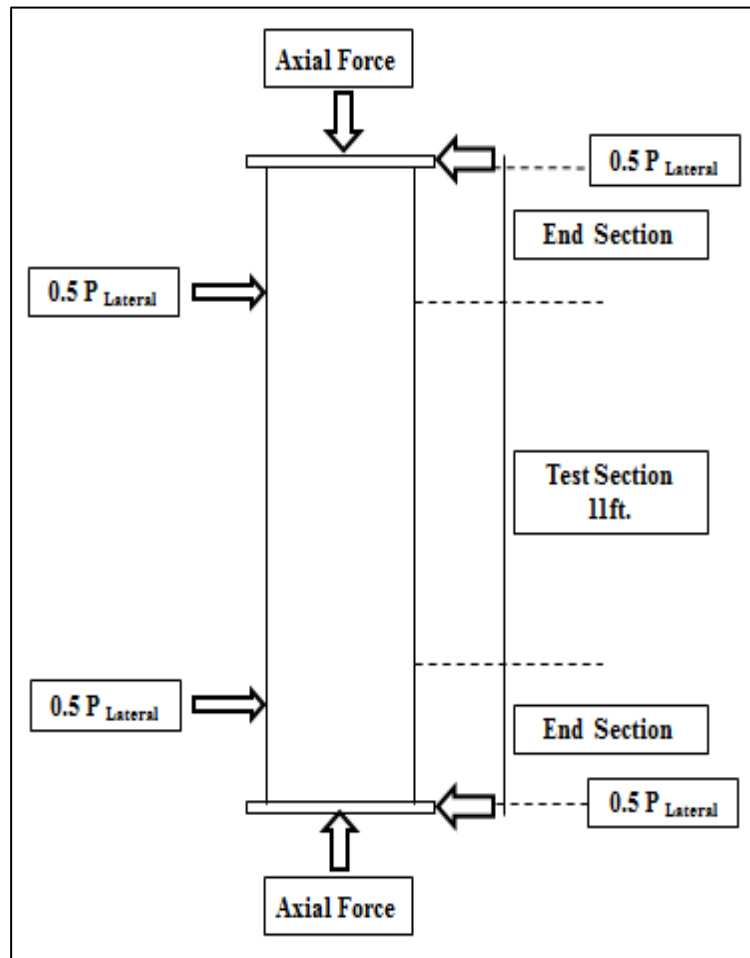 Axial Force
0.5 P Lateral
End Section
0.5 P Lateral
Test Section
11ft.
0.5 P Lateral
End Section
0.5 P Lateral
Axial Force